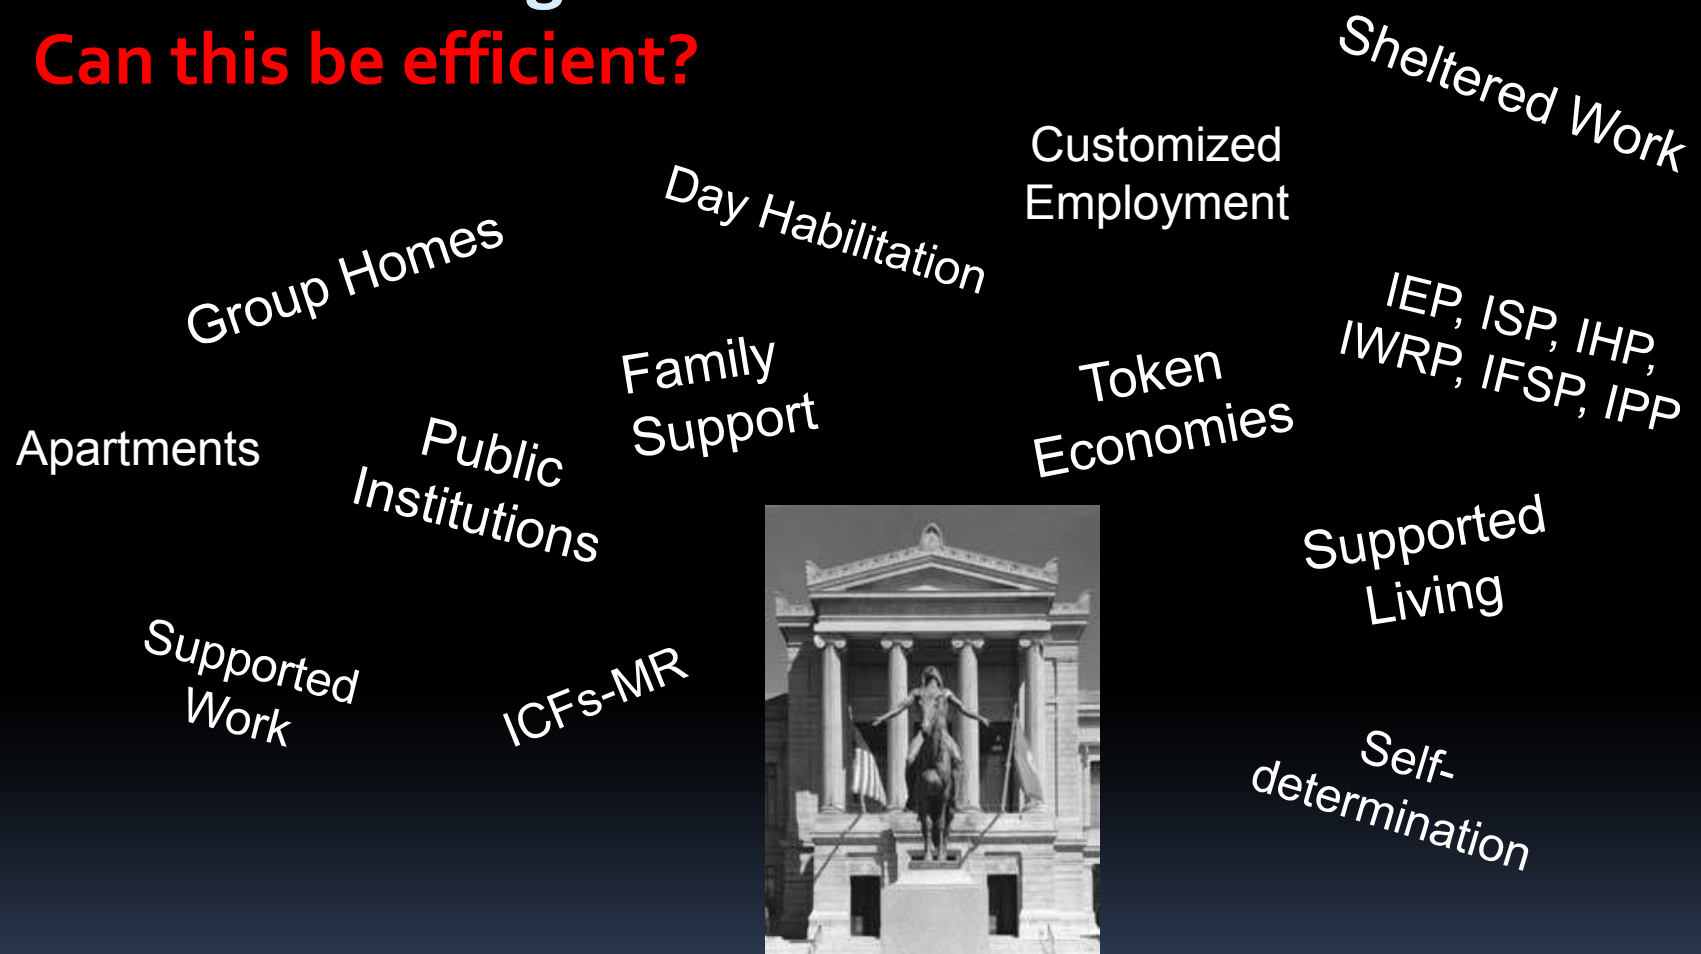 Can this be efficient?
Sheltered Work
Customized
Employment
Day Habilitation
Group Homes
IEP, ISP, IHP,
IWRP, IFSP, IPP
Family
Support
Token
Economies
Apartments
Public
Institutions
Supported
Living
Supported
Work
ICFs-MR
Self-
determination